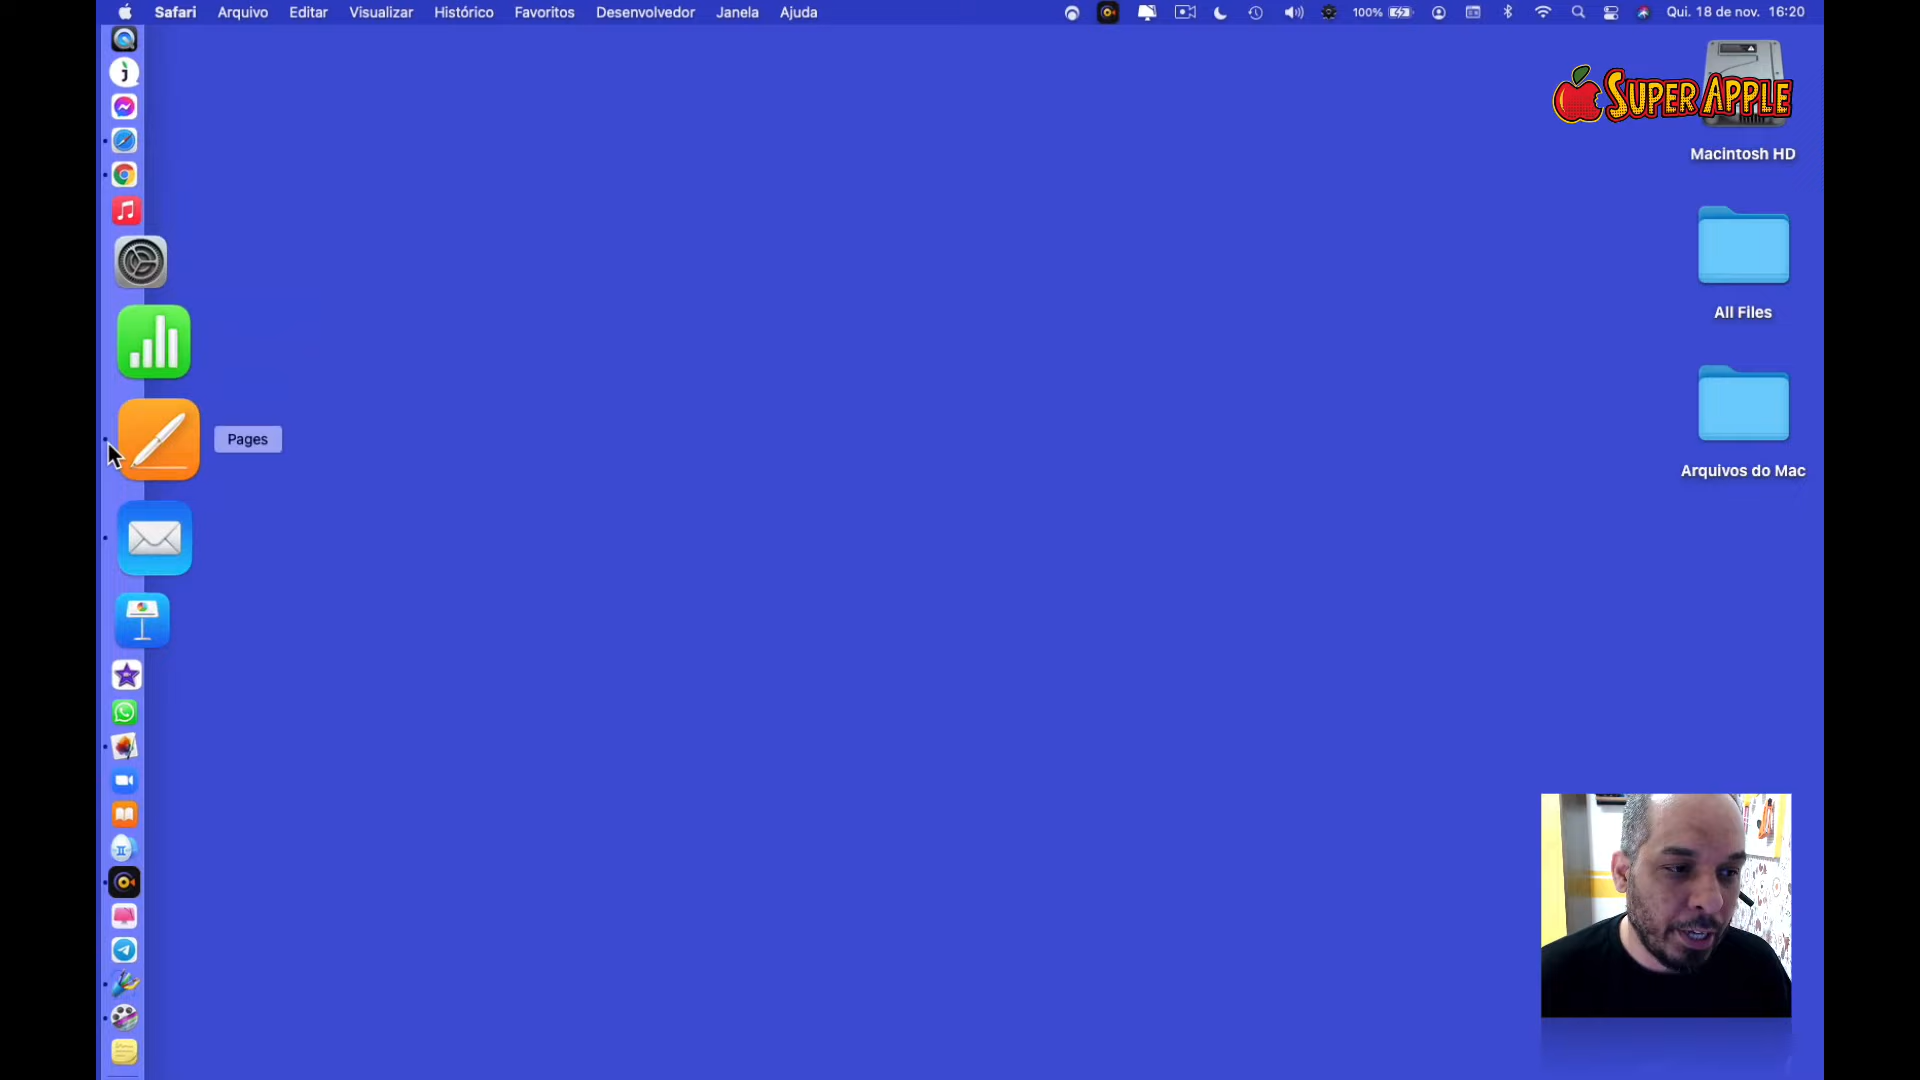 Safari Arquivo Editar Visualizar Histórico Favoritos Desenvolvedor Janela Ajuda 100% Qui. 18 de nov. 16:20
SUPER APPLE
Macintosh HD
All Files
Arquivos do Mac
Pages